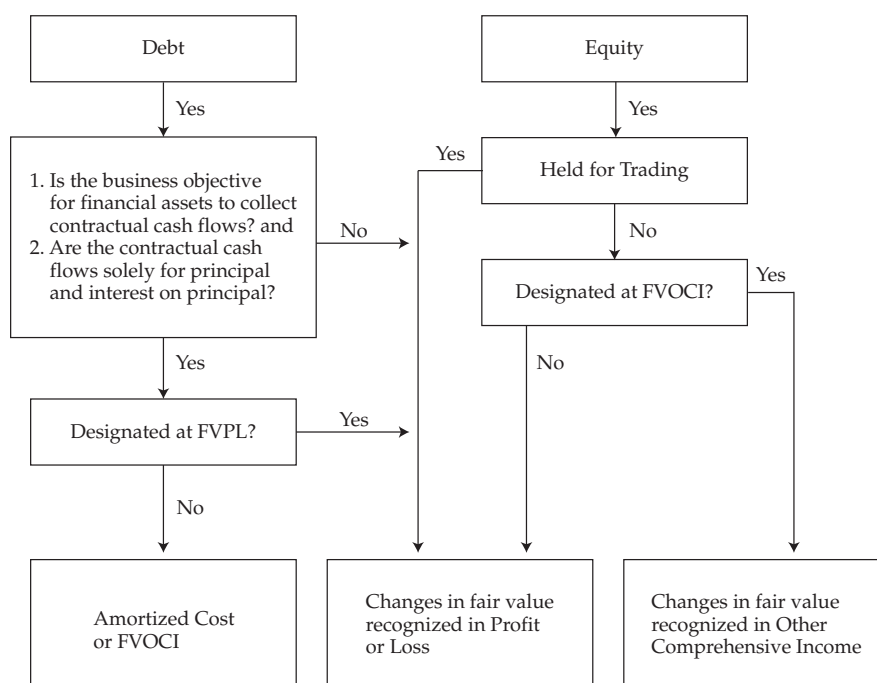 Debt
Equity
Yes
Yes
1. Is the business objective
for financial assets to collect
contractual cash flows? and
2. Are the contractual cash
flows solely for principal
and interest on principal?
No
Yes
Held for Trading
No
Designated at FVOCI?
Yes
Yes
No
Designated at FVPL?
Yes
No
Amortized Cost
or FVOCI
Changes in fair value
recognized in Profit
or Loss
Changes in fair value
recognized in Other
Comprehensive Income